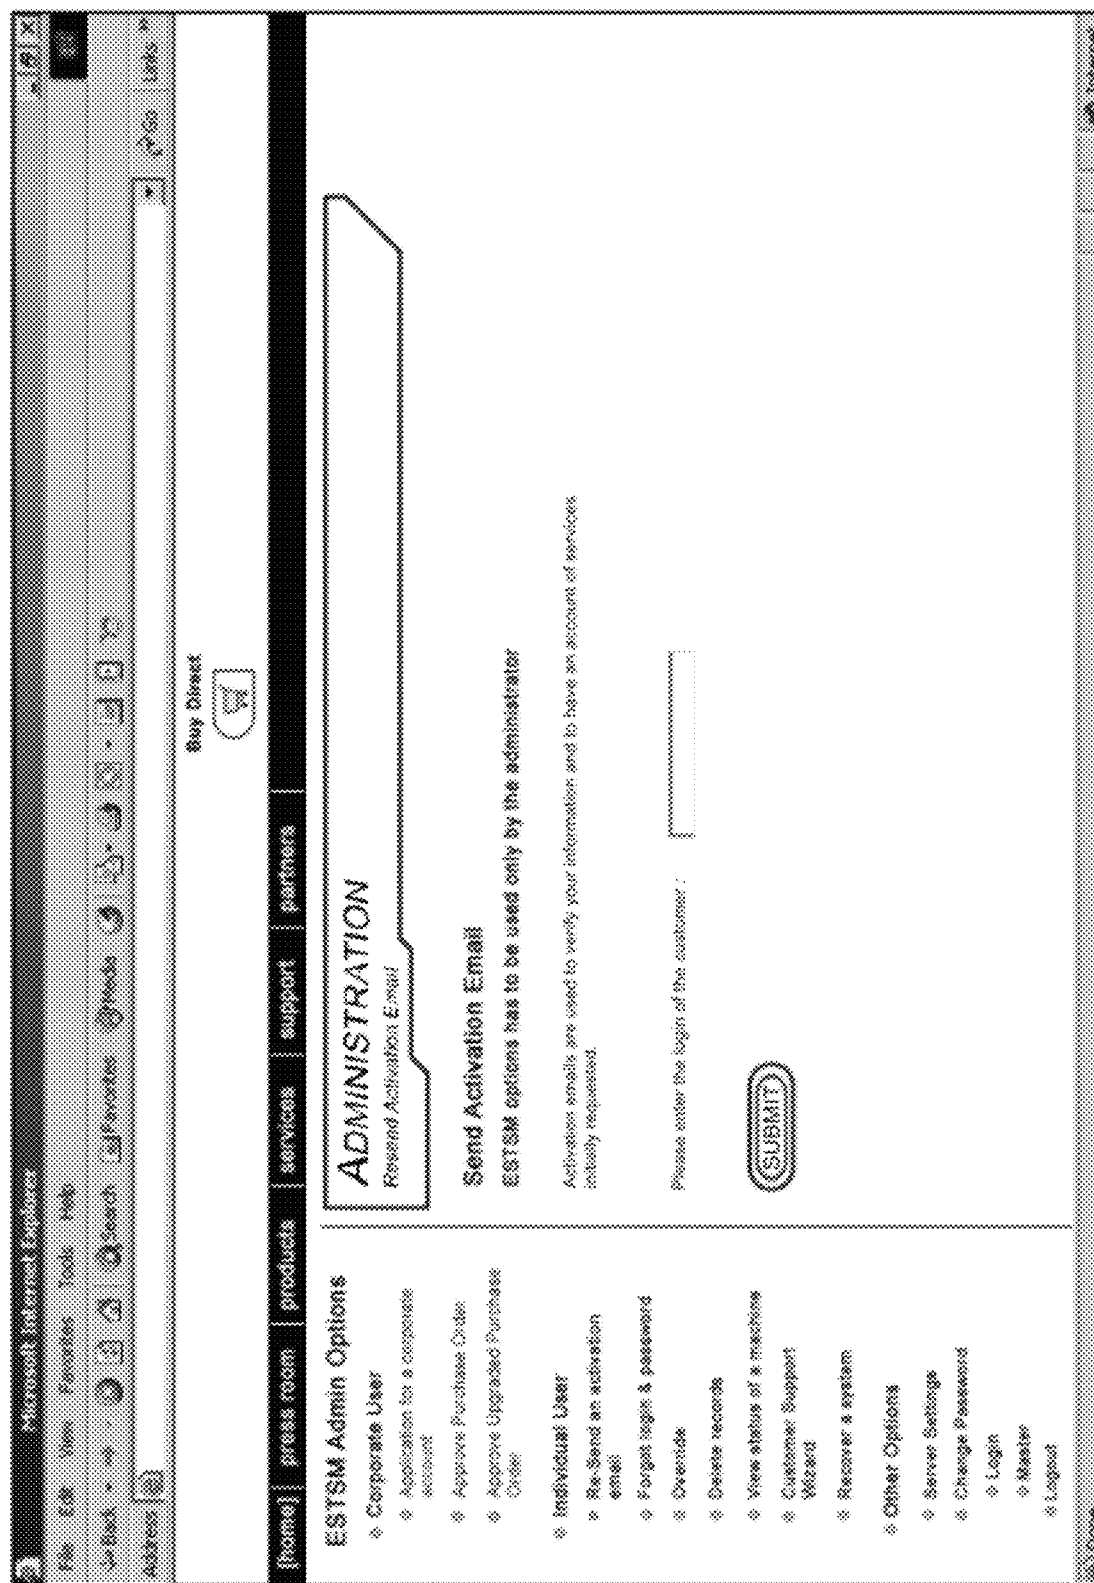 Microsoft Internet Explorer
File Edit View Favorites Tools Help
Back Search Favorites Media
Address Go Links
Buy Direct
[home] press room products services support partners
ESTSM Admin Options
Corporate User
Application for a corporate
account
Approve Purchase Order
Approve Upgraded Purchase
Order
Individual User
Re-Send an activation
email
Forgot login & password
Override
Delete records
View status of a machine
Customer Support
Wizard
Recover a system
Other Options
Server Settings
Change Password
Login
Master
Logout
ADMINISTRATION
Resend Activation Email
Send Activation Email
ESTSM options has to be used only by the administrator
Activation emails are used to verify your information and to have an account of services
initially requested.
Please enter the login of the customer :
SUBMIT
Done Internet